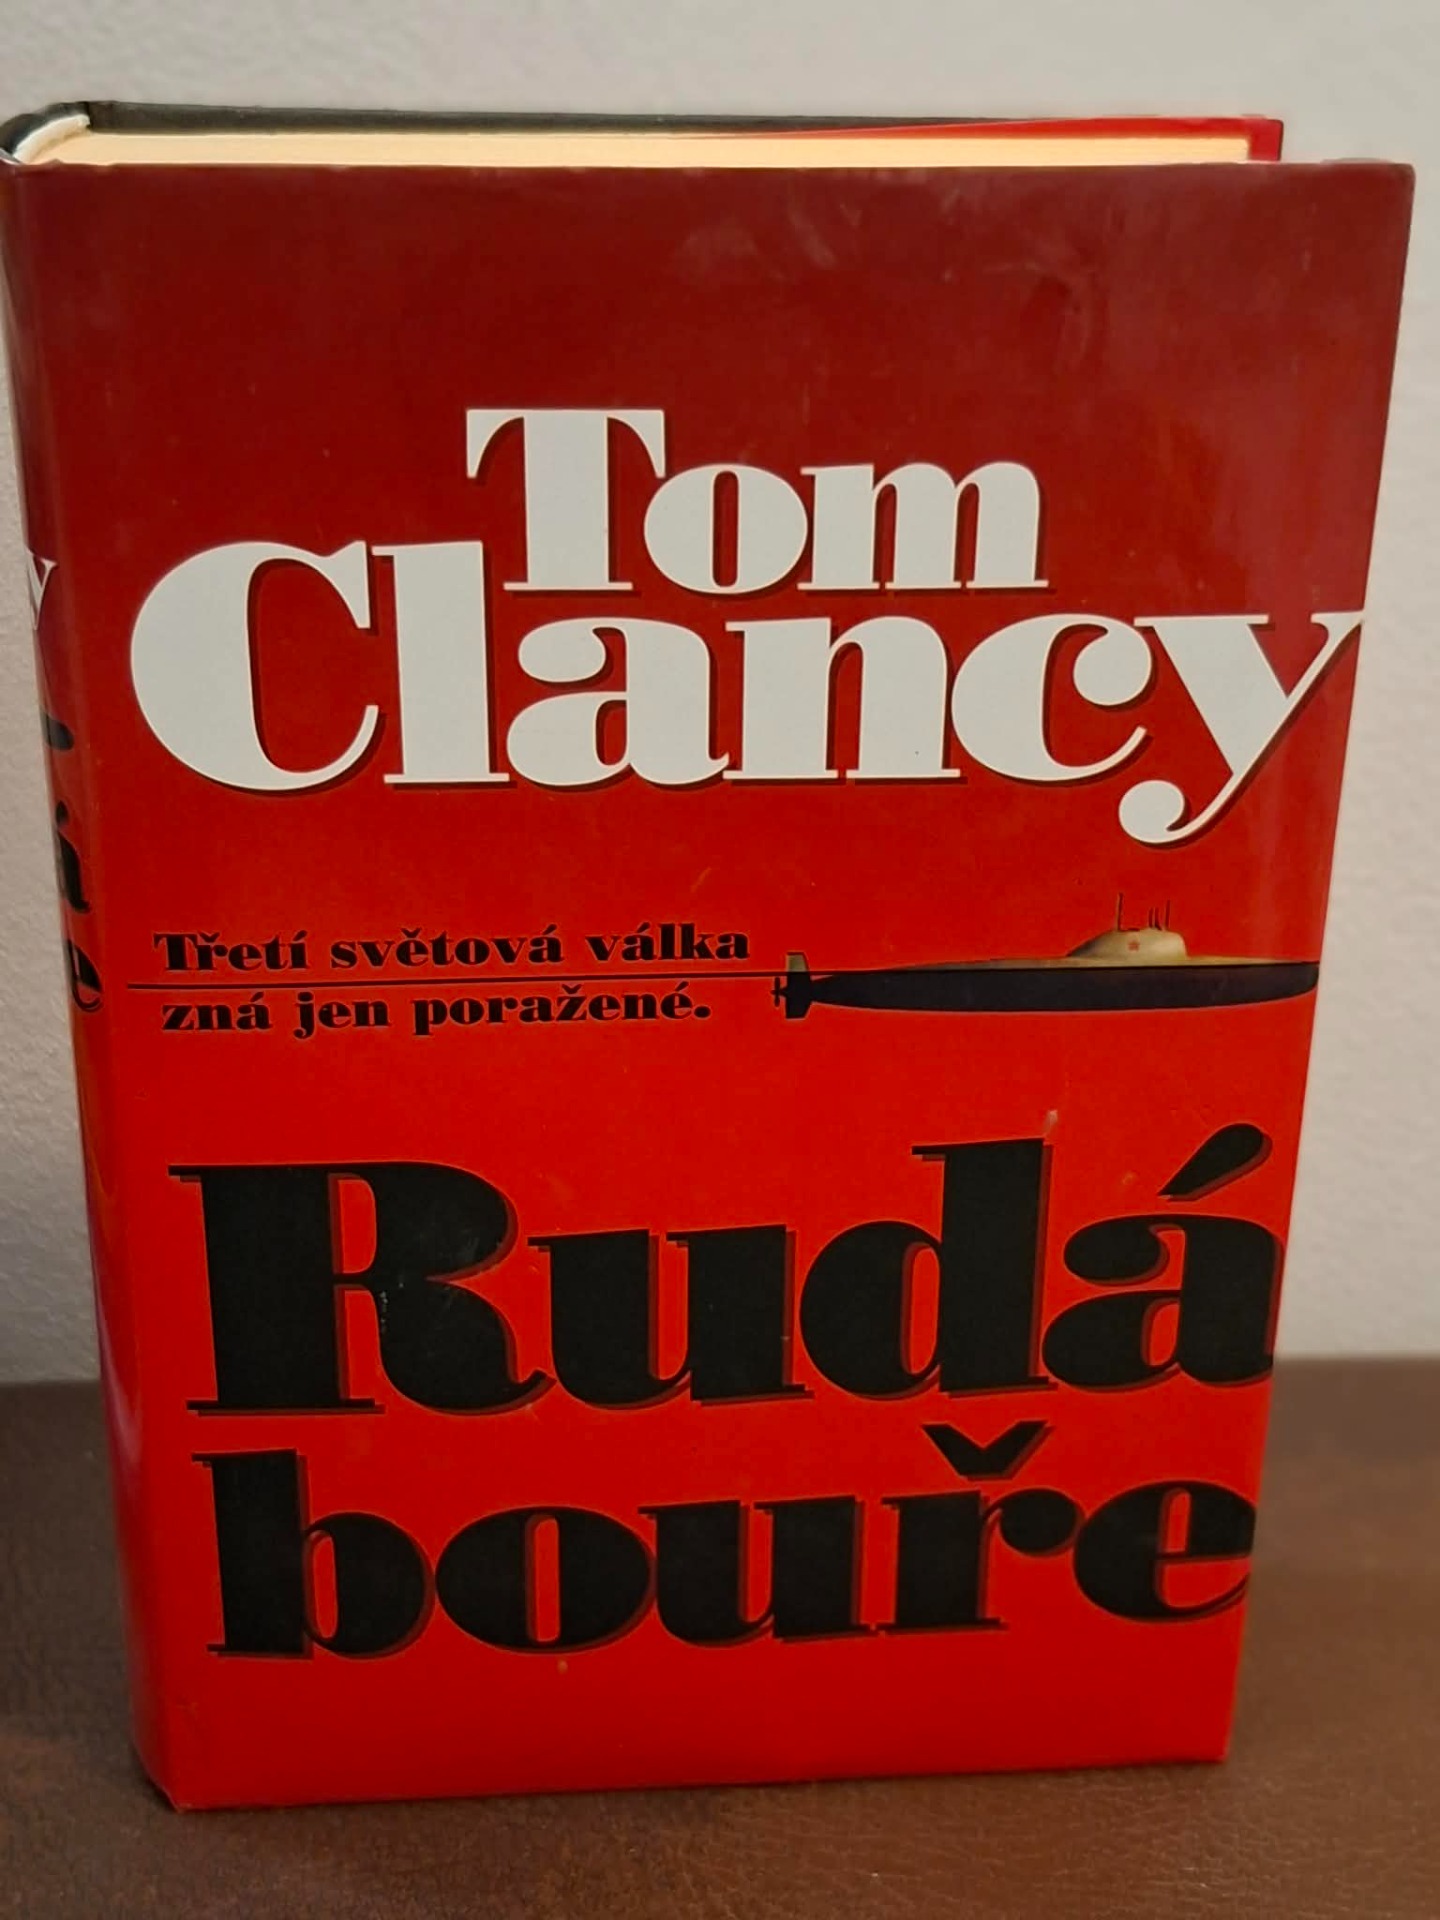 Tom
Clancy
Třetí světová válka
zná jen poražené.
Rudá
bouře